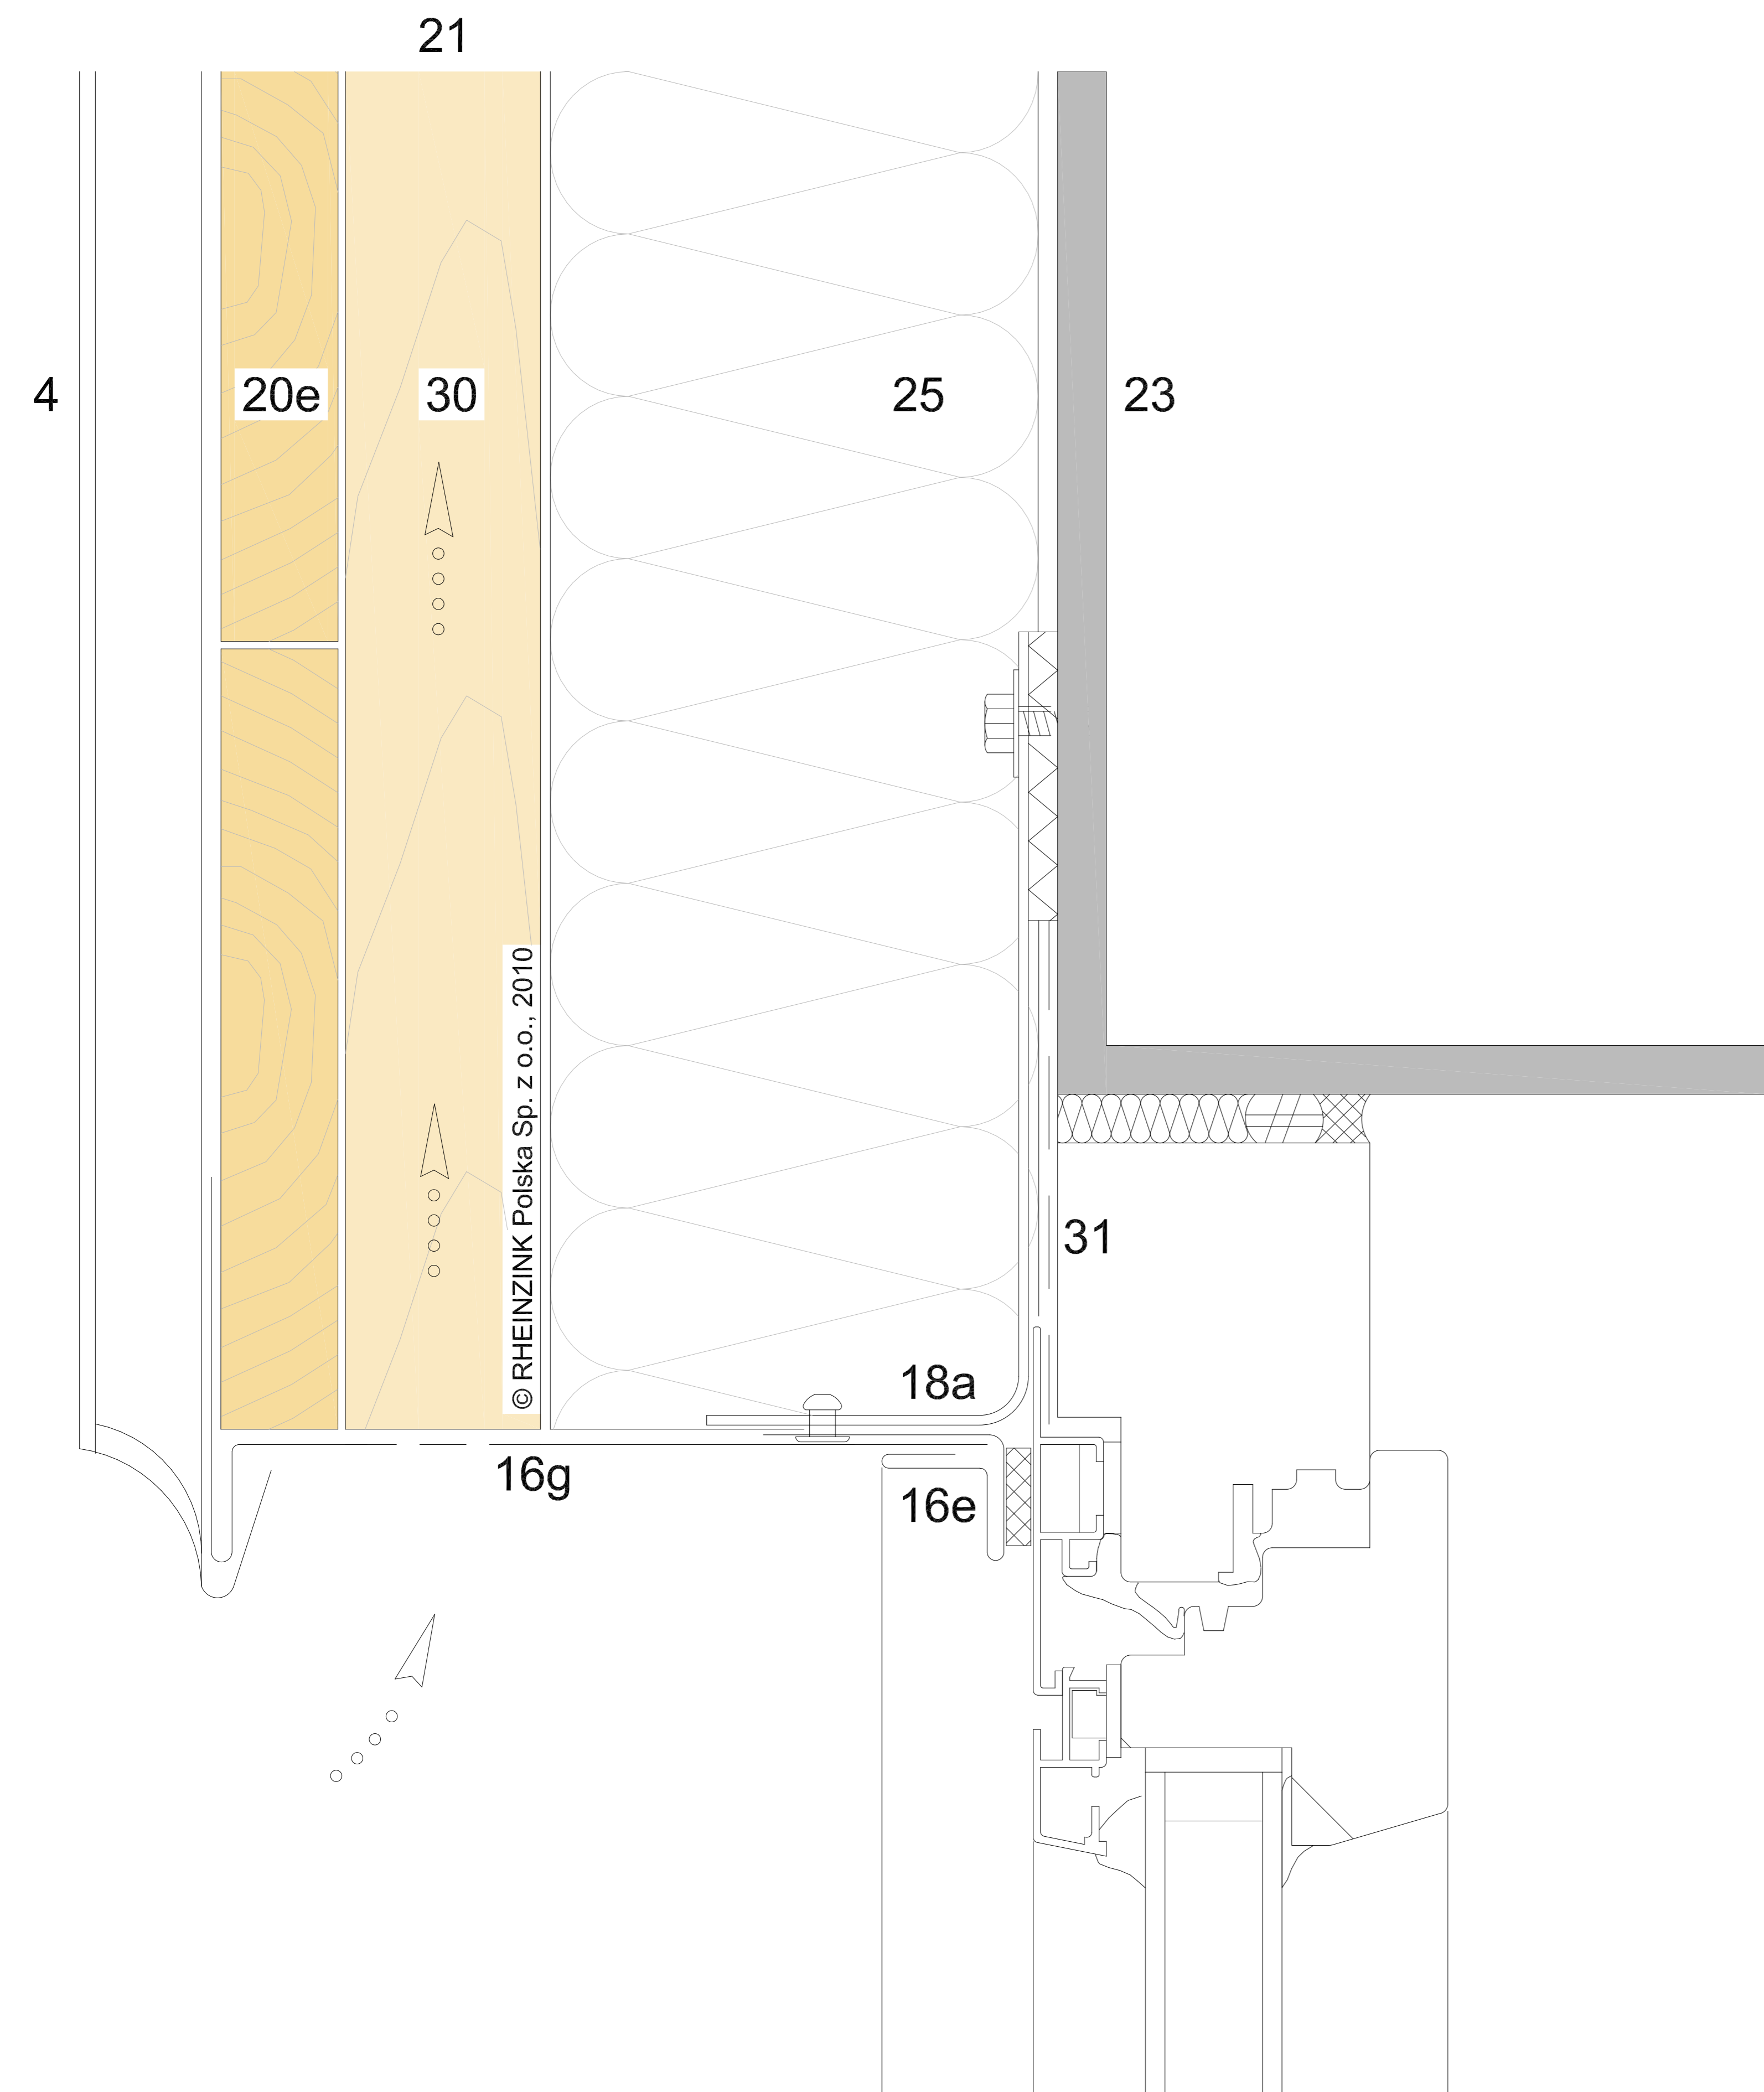 21
4
20e
30
25
23
© RHEINZINK Polska Sp. z o.o., 2010
31
18a
16g
16e